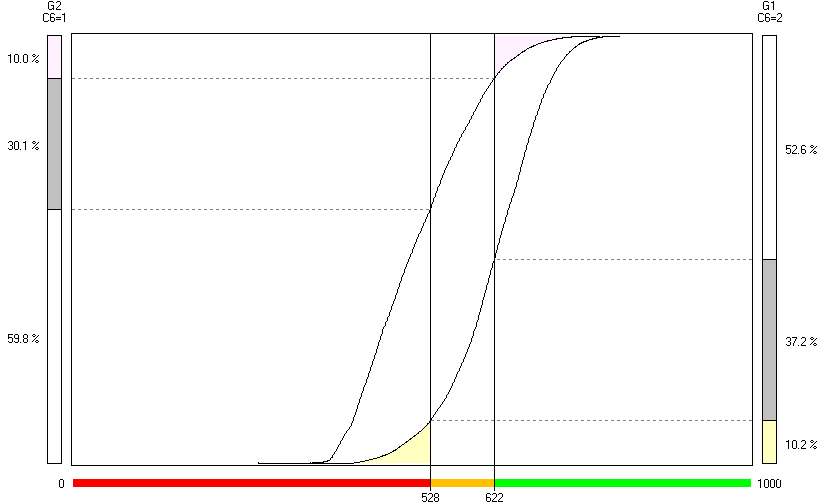 G2
C6=1
G1
C6=2
10.0 %
30.1 %
59.8 %
52.6 %
37.2 %
10.2 %
0
528
622
1000